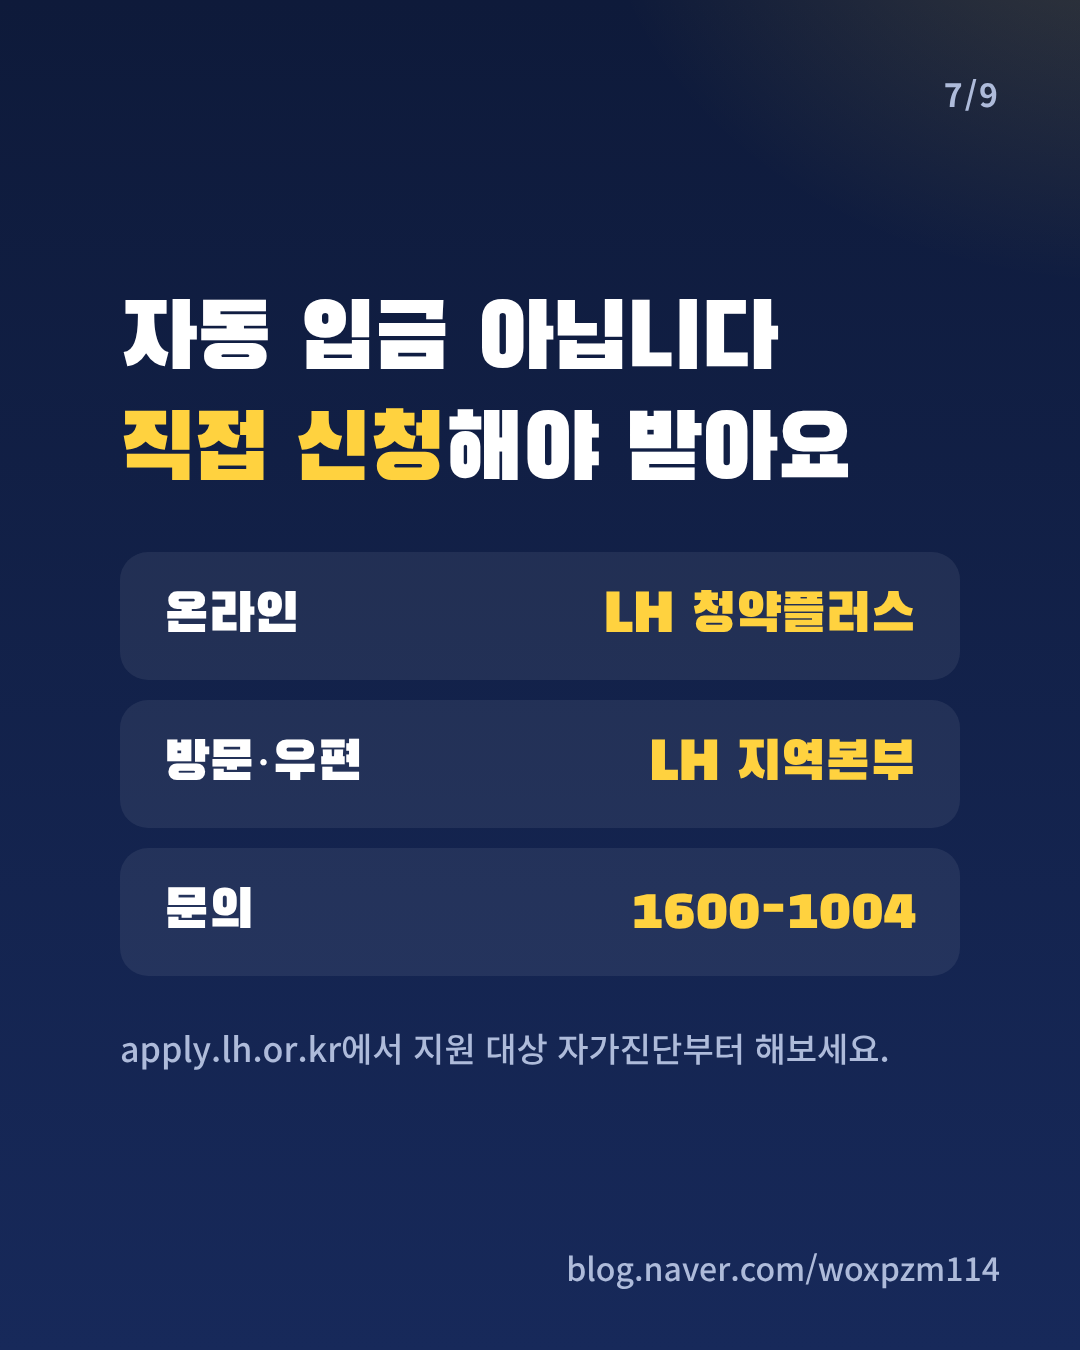 7/9
자동 입금 아닙니다
직접 신청해야 받아요
온라인 LH 청약플러스
방문·우편 LH 지역본부
문의 1600-1004
apply.lh.or.kr에서 지원 대상 자가진단부터 해보세요.
blog.naver.com/woxpzm114